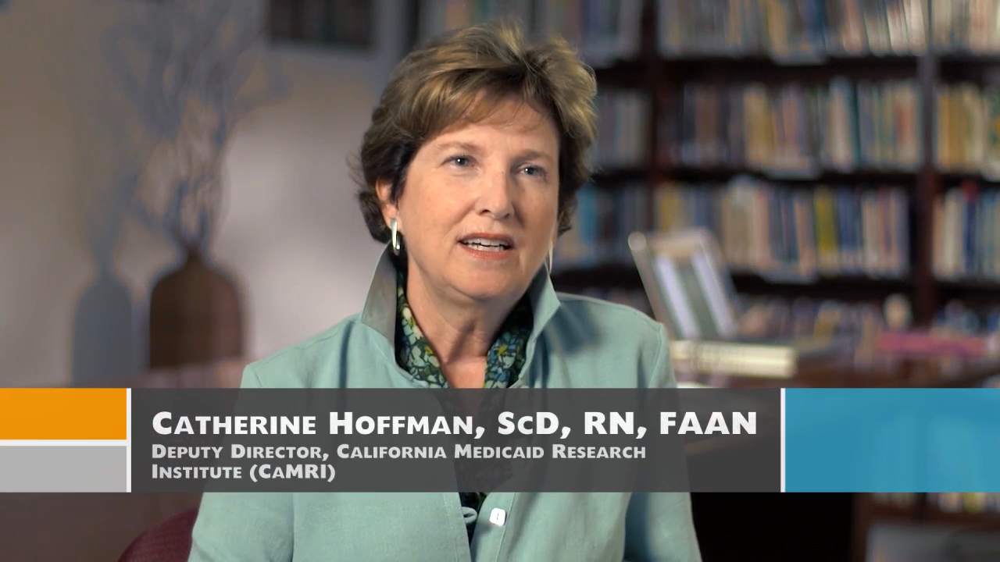 Catherine Hoffman, ScD, RN, FAAN
Deputy Director, California Medicaid Research
Institute (CaMRI)